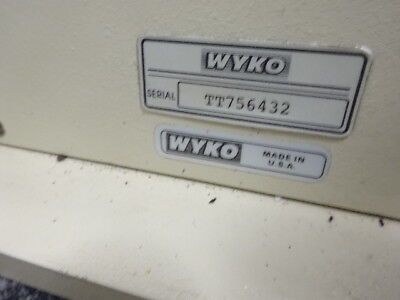 WYKO
SERIAL TT756432
WYKO MADE IN
U.S.A.